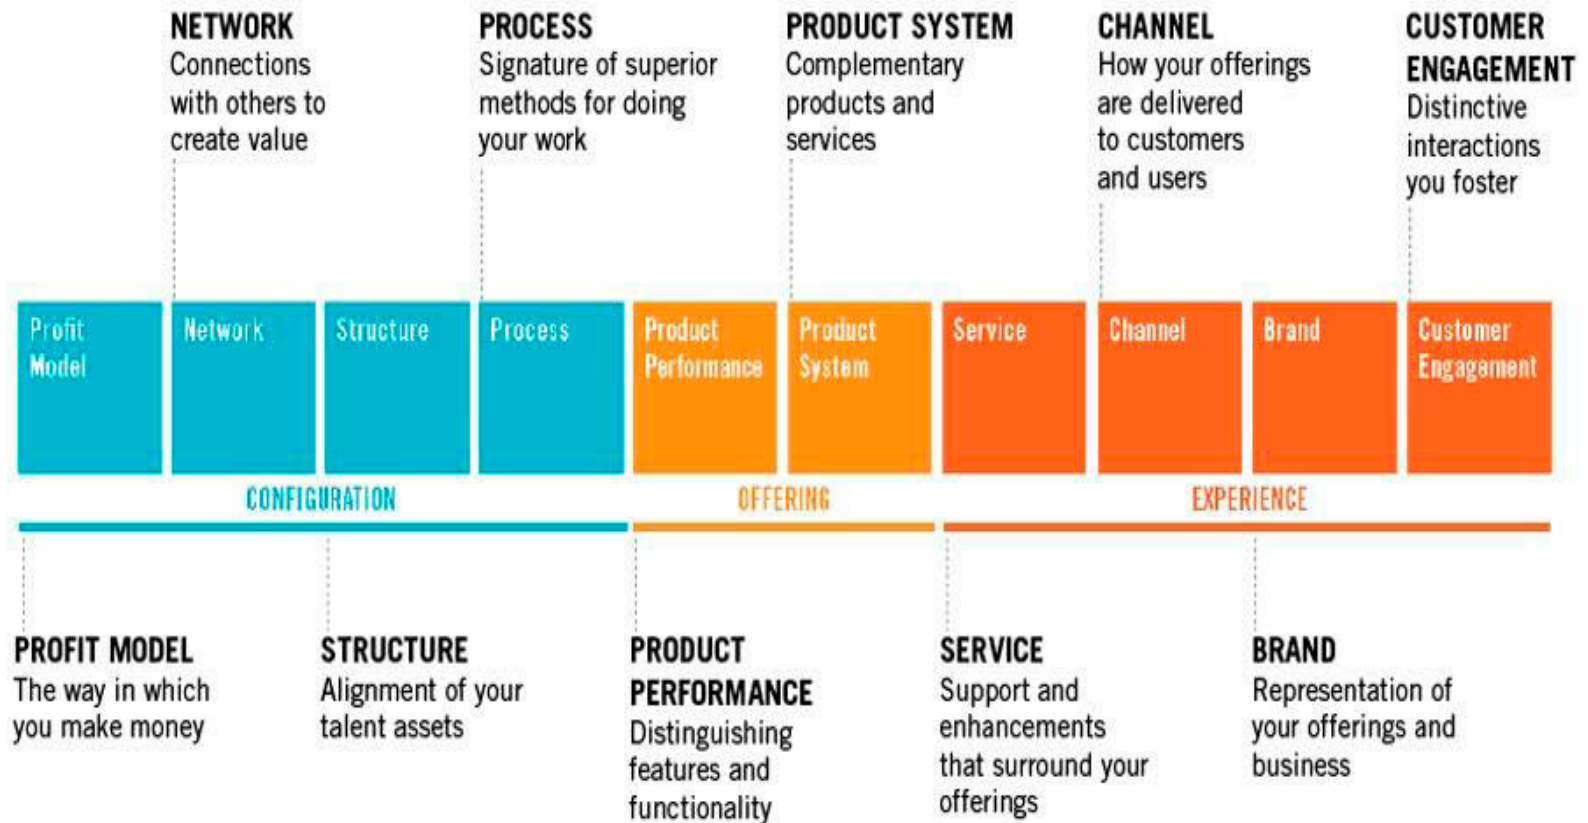 NETWORK
Connections
with others to
create value
PROCESS
Signature of superior
methods for doing
your work
PRODUCT SYSTEM
Complementary
products and
services
CHANNEL
How your offerings
are delivered
to customers
and users
CUSTOMER
ENGAGEMENT
Distinctive
interactions
you foster
Profit
Model
Network
Structure
Process
Product
Performance
Product
System
Service
Channel
Brand
Customer
Engagement
CONFIGURATION
OFFERING
EXPERIENCE
PROFIT MODEL
The way in which
you make money
STRUCTURE
Alignment of your
talent assets
PRODUCT
PERFORMANCE
Distinguishing
features and
functionality
SERVICE
Support and
enhancements
that surround your
offerings
BRAND
Representation of
your offerings and
business